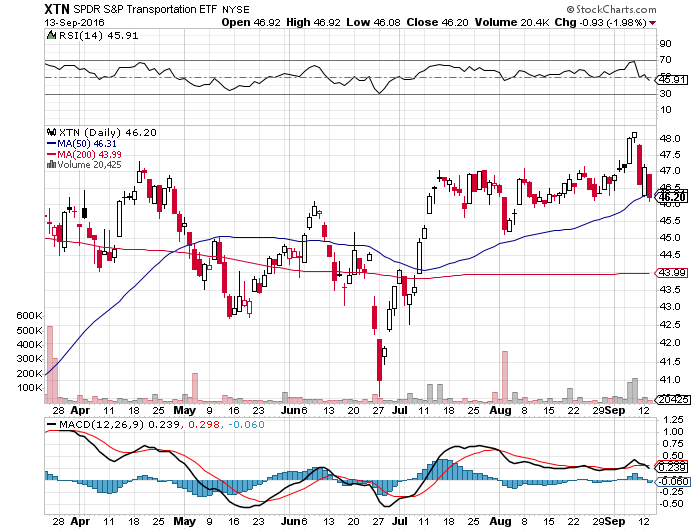 XTN SPDR S&P Transportation ETF NYSE © StockCharts.com
13-Sep-2016 Open 46.92 High 46.92 Low 46.08 Close 46.20 Volume 20.4K Chg -0.93 (-1.98%)
RSI(14) 45.91
90
70
50
45.91
30
10
XTN (Daily) 46.20
MA(50) 46.31
MA(200) 43.99
Volume 20,425
48.0
47.5
47.0
46.5
46.20
46.0
45.5
45.0
44.5
43.99
43.5
43.0
42.5
42.0
41.5
41.0
600K
500K
400K
300K
200K
100K
20425
28 Apr 11 18 25 May 9 16 23 Jun 6 13 20 27 Jul 11 18 25 Aug 8 15 22 29 Sep 12
MACD(12,26,9) 0.239, 0.298, -0.060
1.00
0.75
0.50
0.239
-0.060
-0.25
-0.50
28 Apr 11 18 25 May 9 16 23 Jun 6 13 20 27 Jul 11 18 25 Aug 8 15 22 29 Sep 12